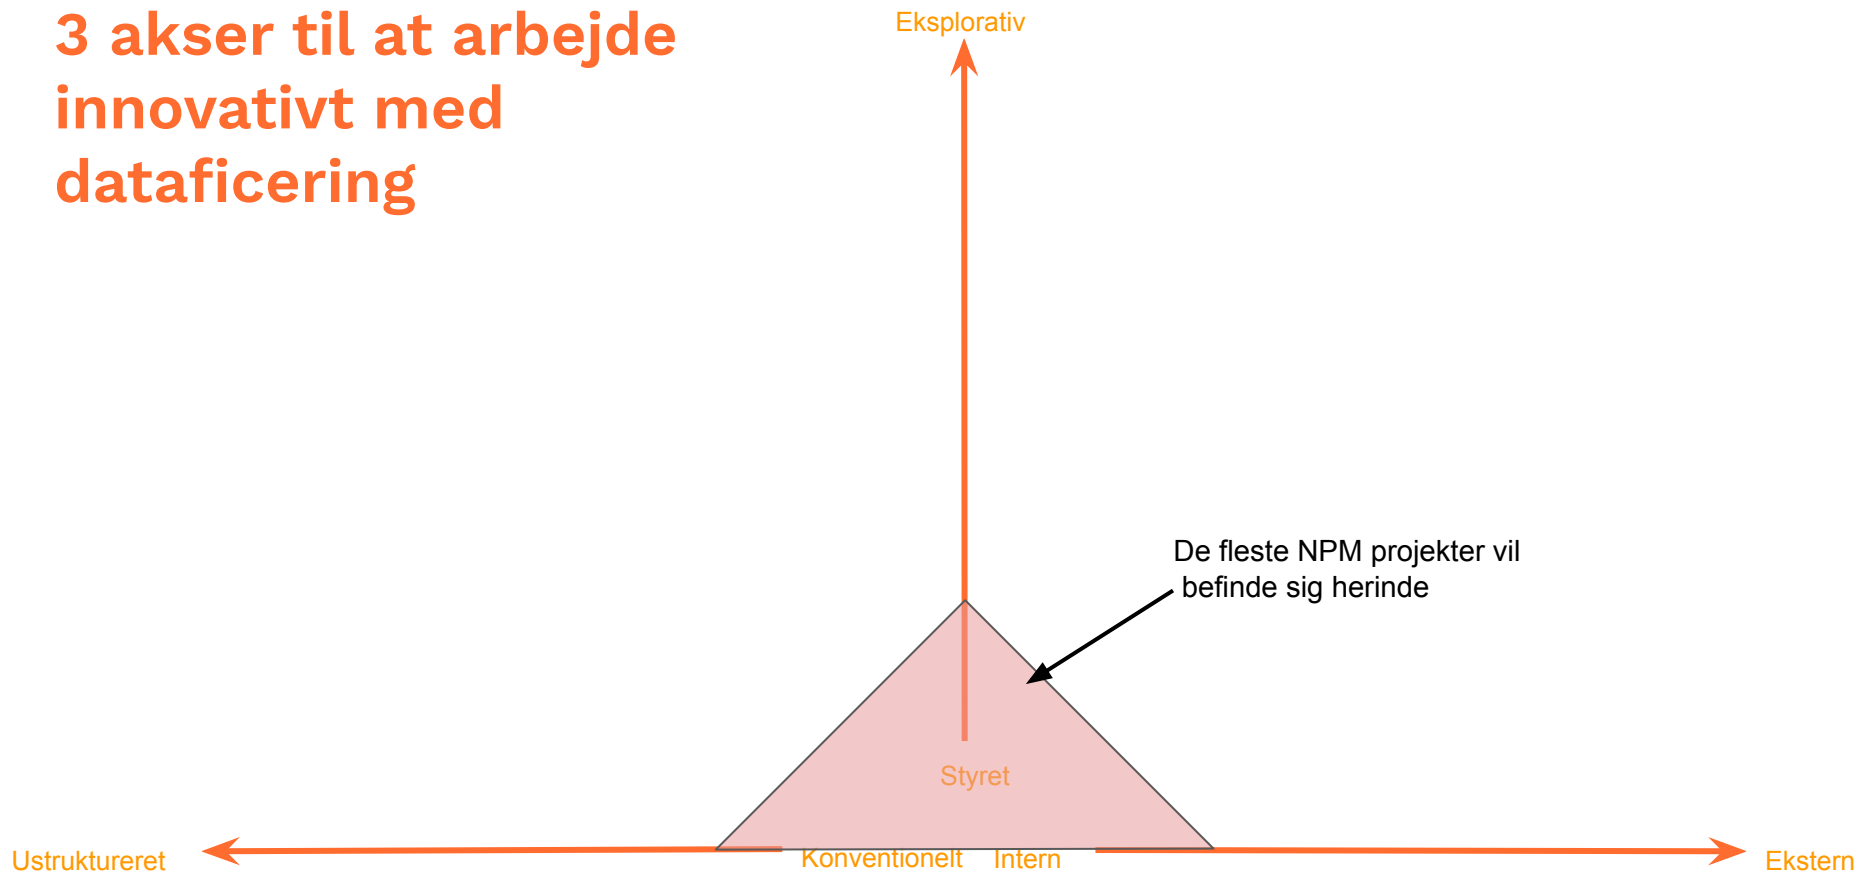 3 akser til at arbejde
innovativt med
dataficering
Eksplorativ
De fleste NPM projekter vil
befinde sig herinde
Styret
Ustruktureret
Konventionelt
Intern
Ekstern